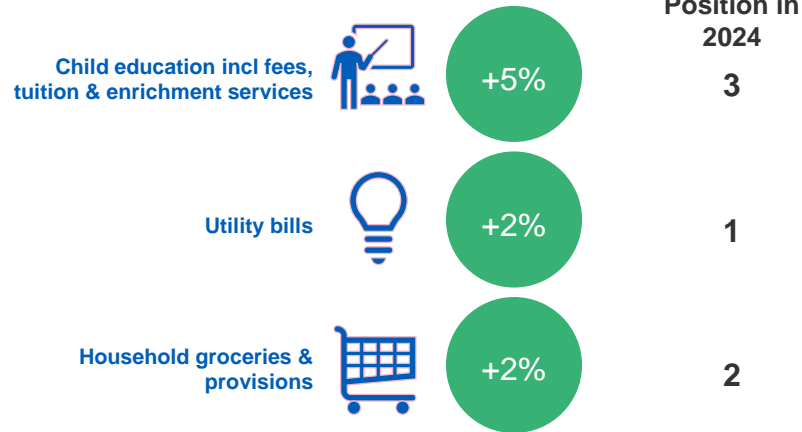 Position in
2024
Child education incl fees,
tuition & enrichment services
+5%
3
Utility bills
+2%
1
Household groceries &
provisions
+2%
2